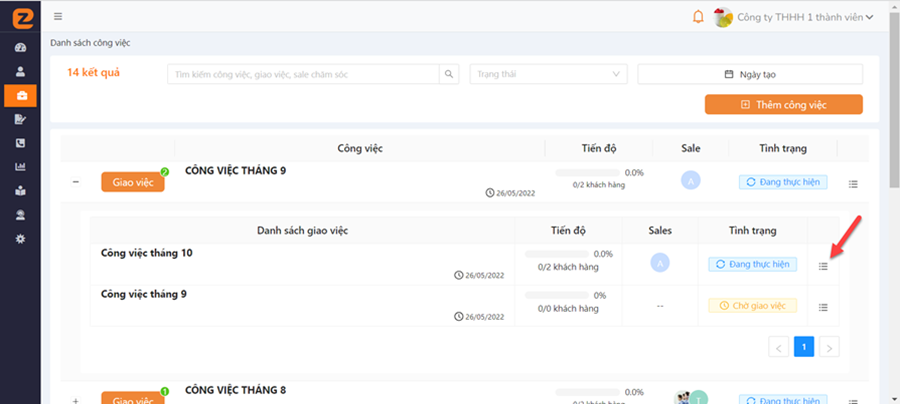 Công ty THHH 1 thành viên
Danh sách công việc
14 kết quả
Tìm kiếm công việc, giao việc, sale chăm sóc
Trạng thái
Ngày tạo
Thêm công việc
Công việc Tiến độ Sale Tình trạng
Giao việc 2 CÔNG VIỆC THÁNG 9 26/05/2022 0.0% 0/2 khách hàng A Đang thực hiện
Danh sách giao việc Tiến độ Sales Tình trạng
Công việc tháng 10 26/05/2022 0.0% 0/2 khách hàng A Đang thực hiện
Công việc tháng 9 26/05/2022 0% 0/0 khách hàng -- Chờ giao việc
< 1 >
Giao việc 1 CÔNG VIỆC THÁNG 8 0.0% T Đang thực hiện